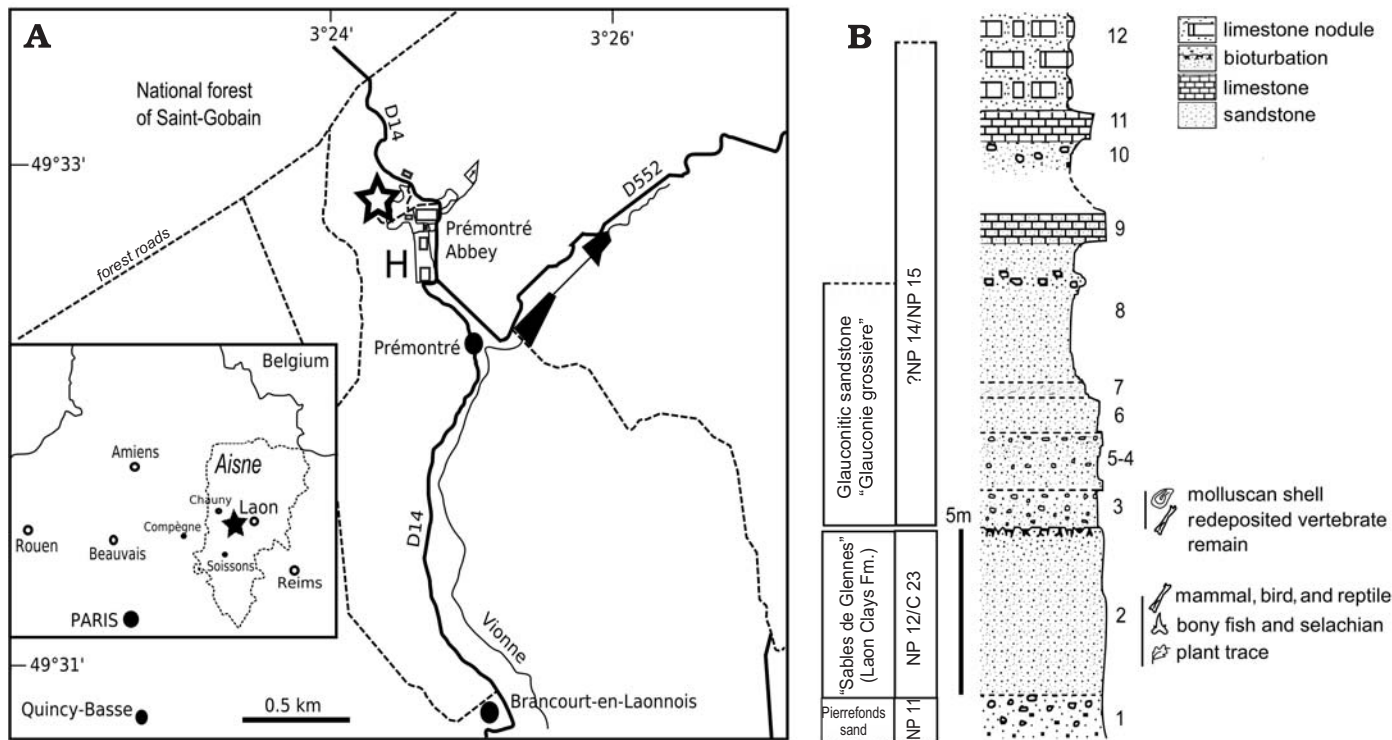 A
3°24'
3°26'
National forest
of Saint-Gobain
D14
49°33'
D552
forest roads
Prémontré
Abbey
H
Prémontré
Belgium
Amiens
Aisne
Chauny
Laon
Compègne
Rouen
Beauvais
Soissons
Reims
PARIS
D14
Vionne
49°31'
Quincy-Basse
0.5 km
Brancourt-en-Laonnois
B
12
11
10
9
8
7
6
5-4
3
2
1
limestone nodule
bioturbation
limestone
sandstone
?NP 14/NP 15
Glauconitic sandstone
"Glauconie grossière"
5m
"Sables de Glennes"
(Laon Clays Fm.)
NP 12/C 23
Pierrefonds
sand
NP 11
molluscan shell
redeposited vertebrate
remain
mammal, bird, and reptile
bony fish and selachian
plant trace